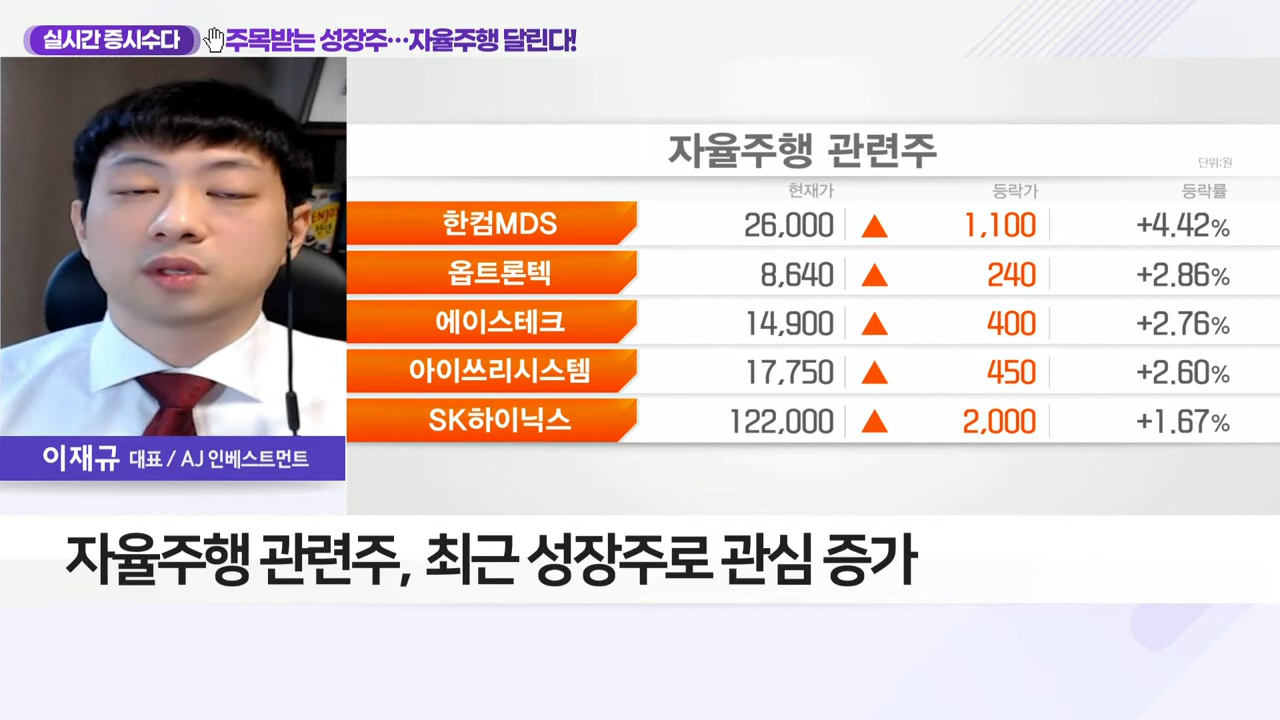 실시간 증시수다 주목받는 성장주…자율주행 달린다!
자율주행 관련주
단위:원
현재가 등락가 등락률
한컴MDS 26,000 ▲ 1,100 +4.42%
옵트론텍 8,640 ▲ 240 +2.86%
에이스테크 14,900 ▲ 400 +2.76%
아이쓰리시스템 17,750 ▲ 450 +2.60%
SK하이닉스 122,000 ▲ 2,000 +1.67%
ENJOY
이재규 대표 / AJ 인베스트먼트
자율주행 관련주, 최근 성장주로 관심 증가